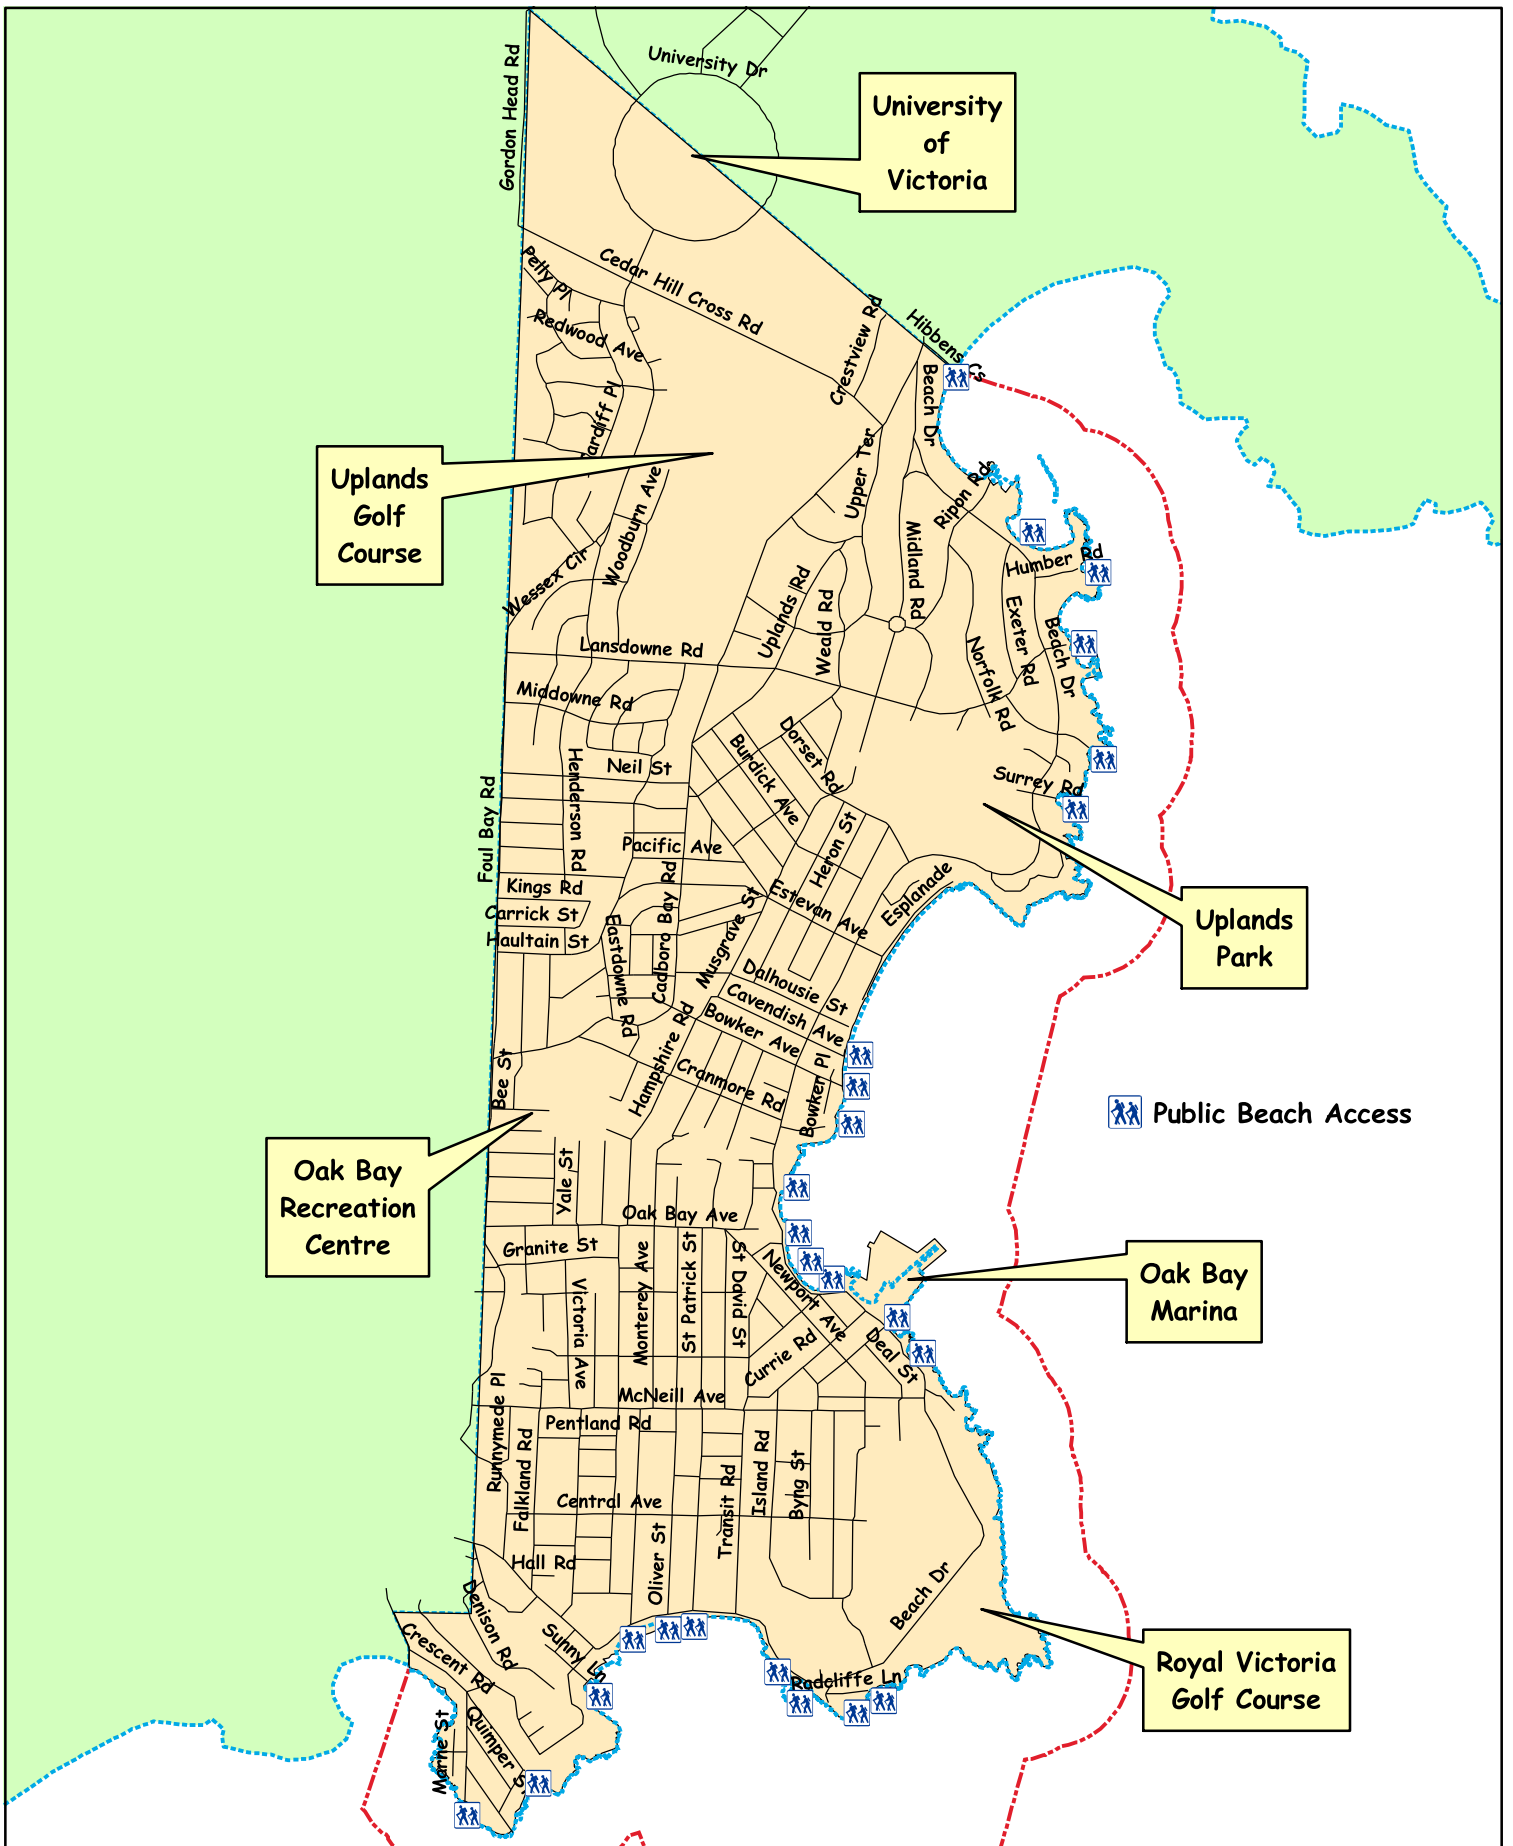 University Dr
Gordon Head Rd
University
of
Victoria
Cedar Hill Cross Rd
Redwood Ave
Crestview Rd
Hibbens Cs
Beach Dr
Uplands
Golf
Course
Upper Ter
Woodburn Ave
Ripon Rd
Midland Rd
Humber Rd
Wessex Cir
Uplands Rd
Weald Rd
Exeter Rd
Beach Dr
Norfolk Rd
Lansdowne Rd
Middowne Rd
Dorset Rd
Burdick Ave
Neil St
Henderson Rd
Surrey Rd
Foul Bay Rd
Pacific Ave
Heron St
Kings Rd
Carrick St
Haultain St
Eastdowne Rd
Cadboro Bay Rd
Musgrave St
Estevan Ave
Esplanade
Uplands
Park
Dalhousie St
Cavendish Ave
Bowker Ave
Hampshire Rd
Cranmore Rd
Bowker Pl
Bee St
Public Beach Access
Oak Bay
Recreation
Centre
Yale St
Oak Bay Ave
Granite St
Victoria Ave
Monterey Ave
St Patrick St
St David St
Newport Ave
Currie Rd
Deal St
Oak Bay
Marina
McNeill Ave
Runnymede Pl
Pentland Rd
Falkland Rd
Central Ave
Transit Rd
Island Rd
Byng St
Hall Rd
Oliver St
Beach Dr
Denison Rd
Sunny Ln
Crescent Rd
Radcliffe Ln
Royal Victoria
Golf Course
Marne St
Quimper St